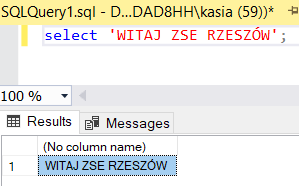 SQLQuery1.sql - D...DAD8HH\kasia (59))*
select 'WITAJ ZSE RZESZÓW';
100 %
Results Messages
(No column name)
1 WITAJ ZSE RZESZÓW